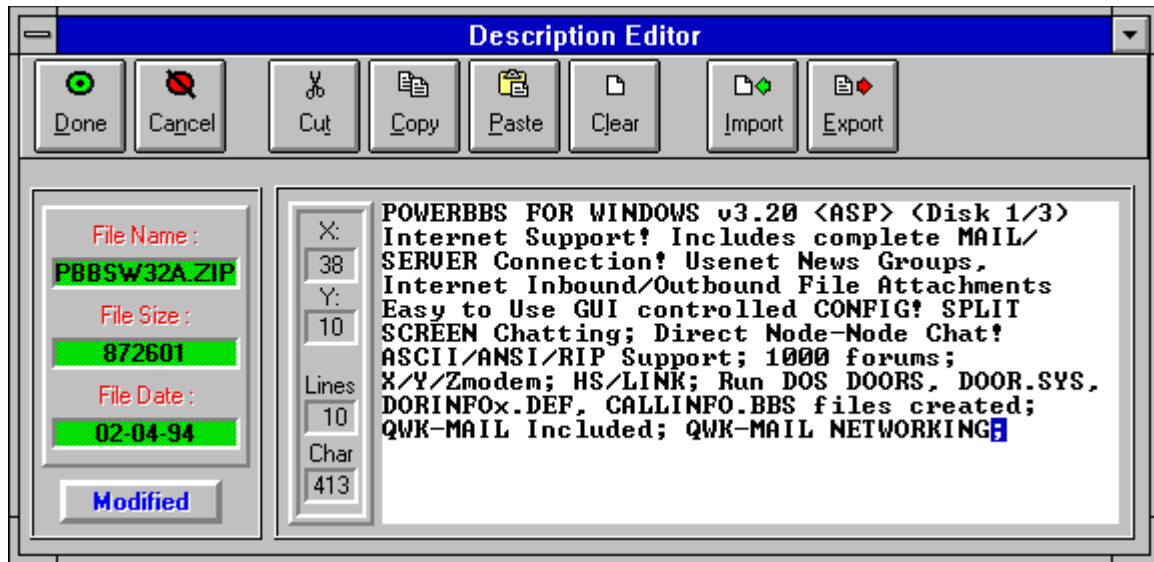 Description Editor
Done Cancel Cut Copy Paste Clear Import Export
File Name :
PBBSW32A.ZIP
File Size :
872601
File Date :
02-04-94
Modified
X:
38
Y:
10
Lines
10
Char
413
POWERBBS FOR WINDOWS v3.20 <ASP> (Disk 1/3)
Internet Support! Includes complete MAIL/
SERVER Connection! Usenet News Groups,
Internet Inbound/Outbound File Attachments
Easy to Use GUI controlled CONFIG! SPLIT
SCREEN Chatting; Direct Node-Node Chat!
ASCII/ANSI/RIP Support; 1000 forums;
X/Y/Zmodem; HS/LINK; Run DOS DOORS, DOOR.SYS,
DORINFOx.DEF, CALLINFO.BBS files created;
QWK-MAIL Included; QWK-MAIL NETWORKING;